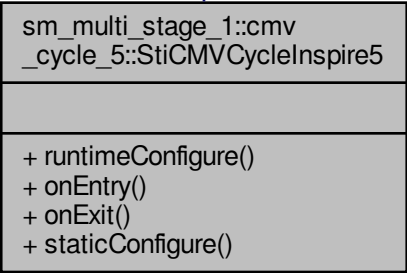 sm_multi_stage_1::cmv
_cycle_5::StiCMVCycleInspire5
+ runtimeConfigure()
+ onEntry()
+ onExit()
+ staticConfigure()